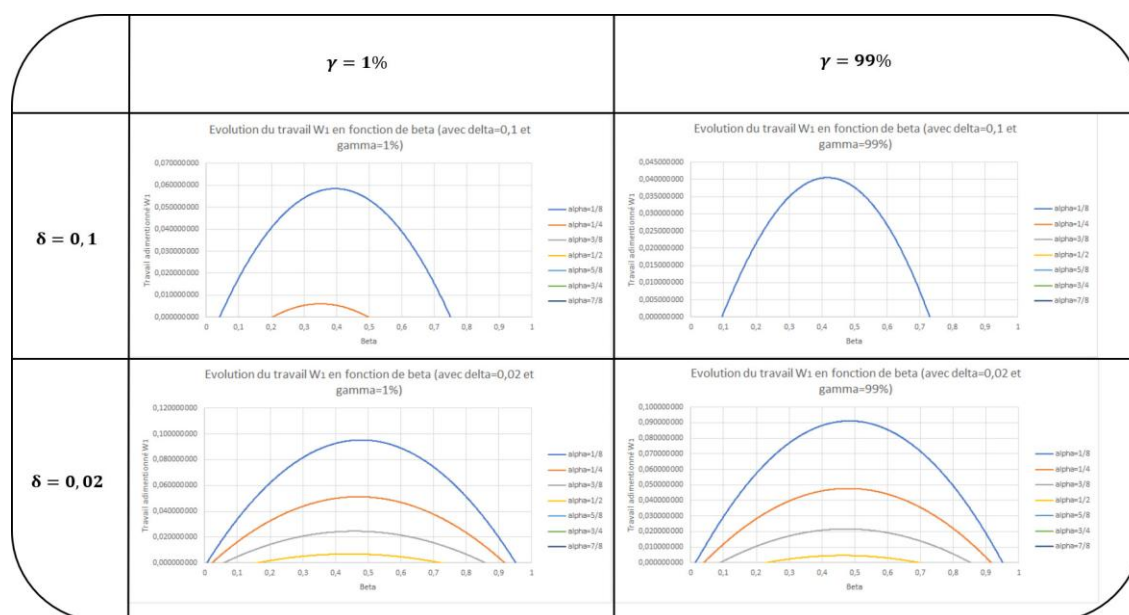 γ = 1%
γ = 99%
δ = 0, 1
Evolution du travail W1 en fonction de beta (avec delta=0,1 et
gamma=1%)
Travail adimentionné W1
0,070000000
0,060000000
0,050000000
0,040000000
0,030000000
0,020000000
0,010000000
0,000000000
0 0,1 0,2 0,3 0,4 0,5 0,6 0,7 0,8 0,9 1
Beta
alpha=1/8
alpha=1/4
alpha=3/8
alpha=1/2
alpha=5/8
alpha=3/4
alpha=7/8
Evolution du travail W1 en fonction de beta (avec delta=0,1 et
gamma=99%)
Travail adimentionné W1
0,045000000
0,040000000
0,035000000
0,030000000
0,025000000
0,020000000
0,015000000
0,010000000
0,005000000
0,000000000
0 0,1 0,2 0,3 0,4 0,5 0,6 0,7 0,8 0,9 1
Beta
alpha=1/8
alpha=1/4
alpha=3/8
alpha=1/2
alpha=5/8
alpha=3/4
alpha=7/8
δ = 0, 02
Evolution du travail W1 en fonction de beta (avec delta=0,02 et
gamma=1%)
Travail adimentionné W1
0,120000000
0,100000000
0,080000000
0,060000000
0,040000000
0,020000000
0,000000000
0 0,1 0,2 0,3 0,4 0,5 0,6 0,7 0,8 0,9 1
Beta
alpha=1/8
alpha=1/4
alpha=3/8
alpha=1/2
alpha=5/8
alpha=3/4
alpha=7/8
Evolution du travail W1 en fonction de beta (avec delta=0,02 et
gamma=99%)
Travail adimentionné W1
0,100000000
0,090000000
0,080000000
0,070000000
0,060000000
0,050000000
0,040000000
0,030000000
0,020000000
0,010000000
0,000000000
0 0,1 0,2 0,3 0,4 0,5 0,6 0,7 0,8 0,9 1
Beta
alpha=1/8
alpha=1/4
alpha=3/8
alpha=1/2
alpha=5/8
alpha=3/4
alpha=7/8